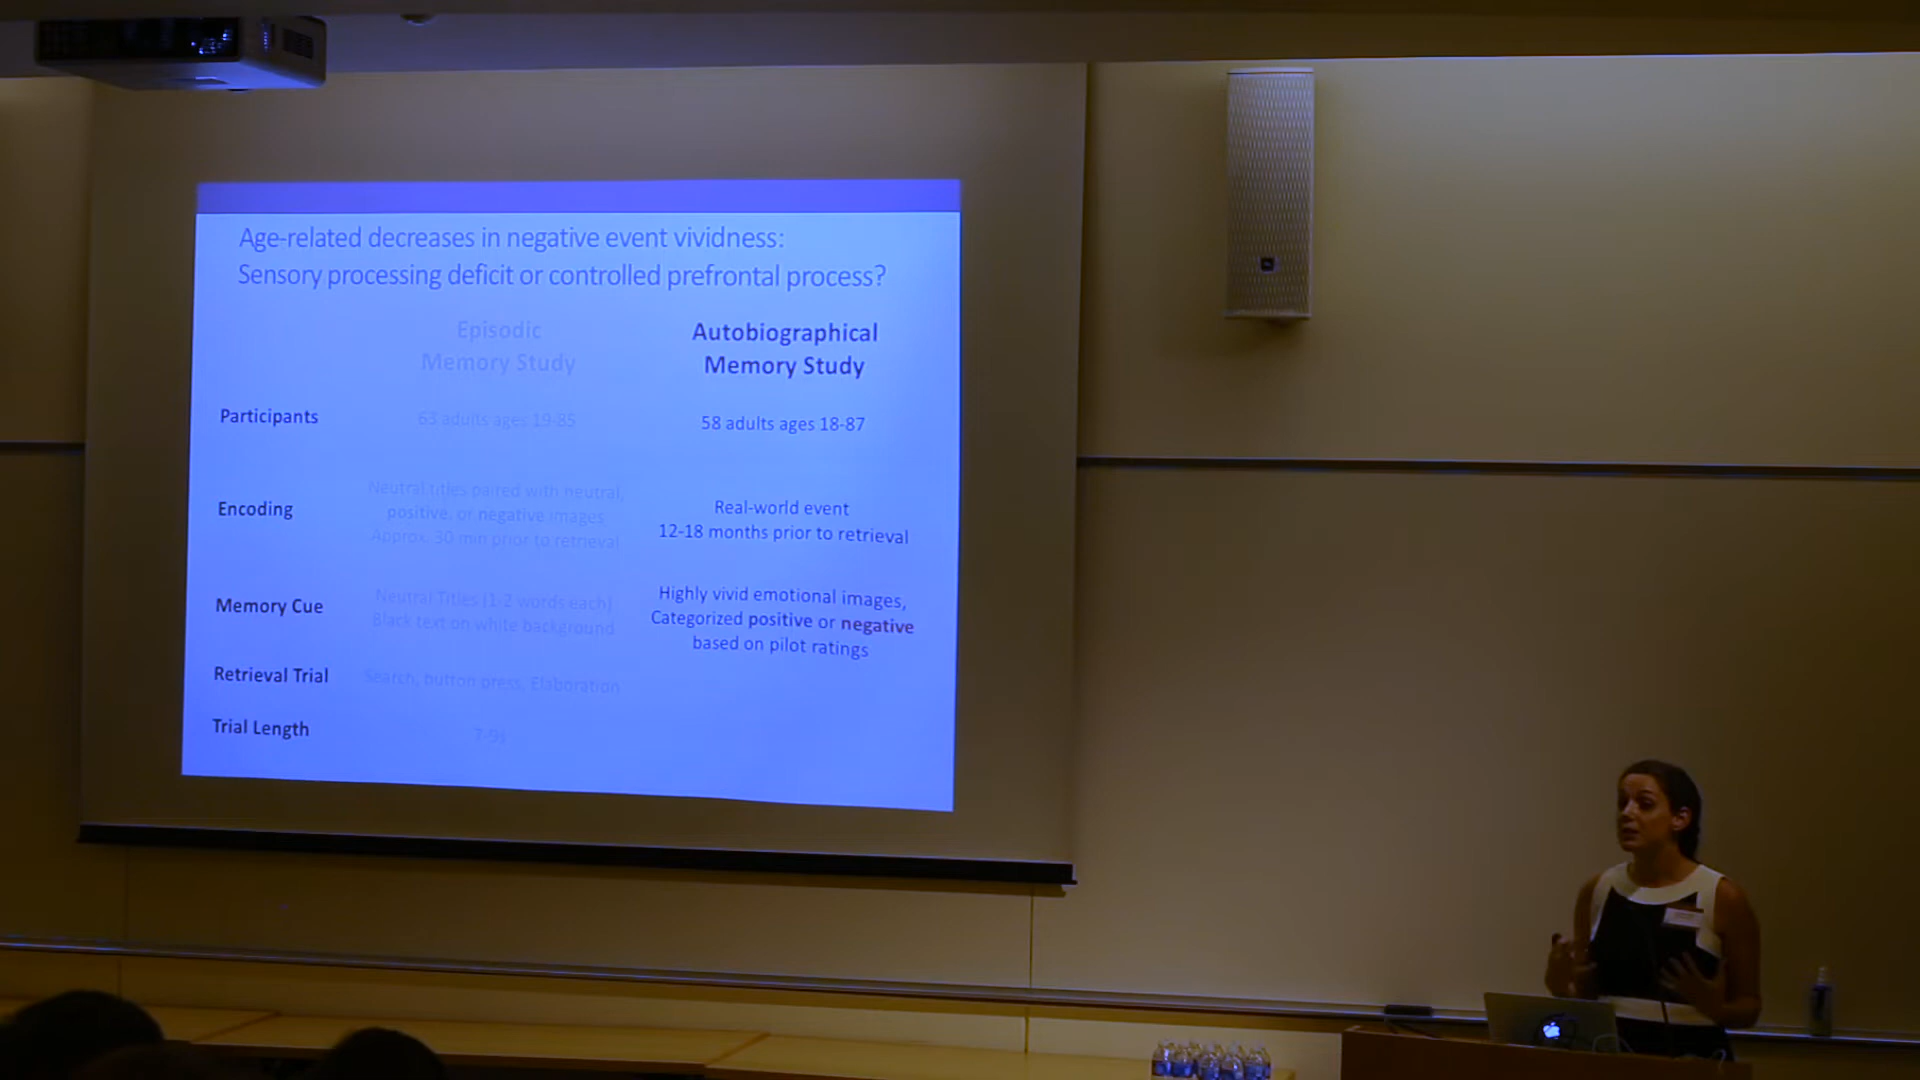 Age-related decreases in negative event vividness:
Sensory processing deficit or controlled prefrontal process?
Episodic
Memory Study
Autobiographical
Memory Study
Participants
63 adults ages 19-85
58 adults ages 18-87
Encoding
Neutral titles paired with neutral,
positive, or negative images
Approx. 30 min prior to retrieval
Real-world event
12-18 months prior to retrieval
Memory Cue
Neutral Titles (1-2 words each)
Black text on white background
Highly vivid emotional images,
Categorized positive or negative
based on pilot ratings
Retrieval Trial
Search, button press, Elaboration
Trial Length